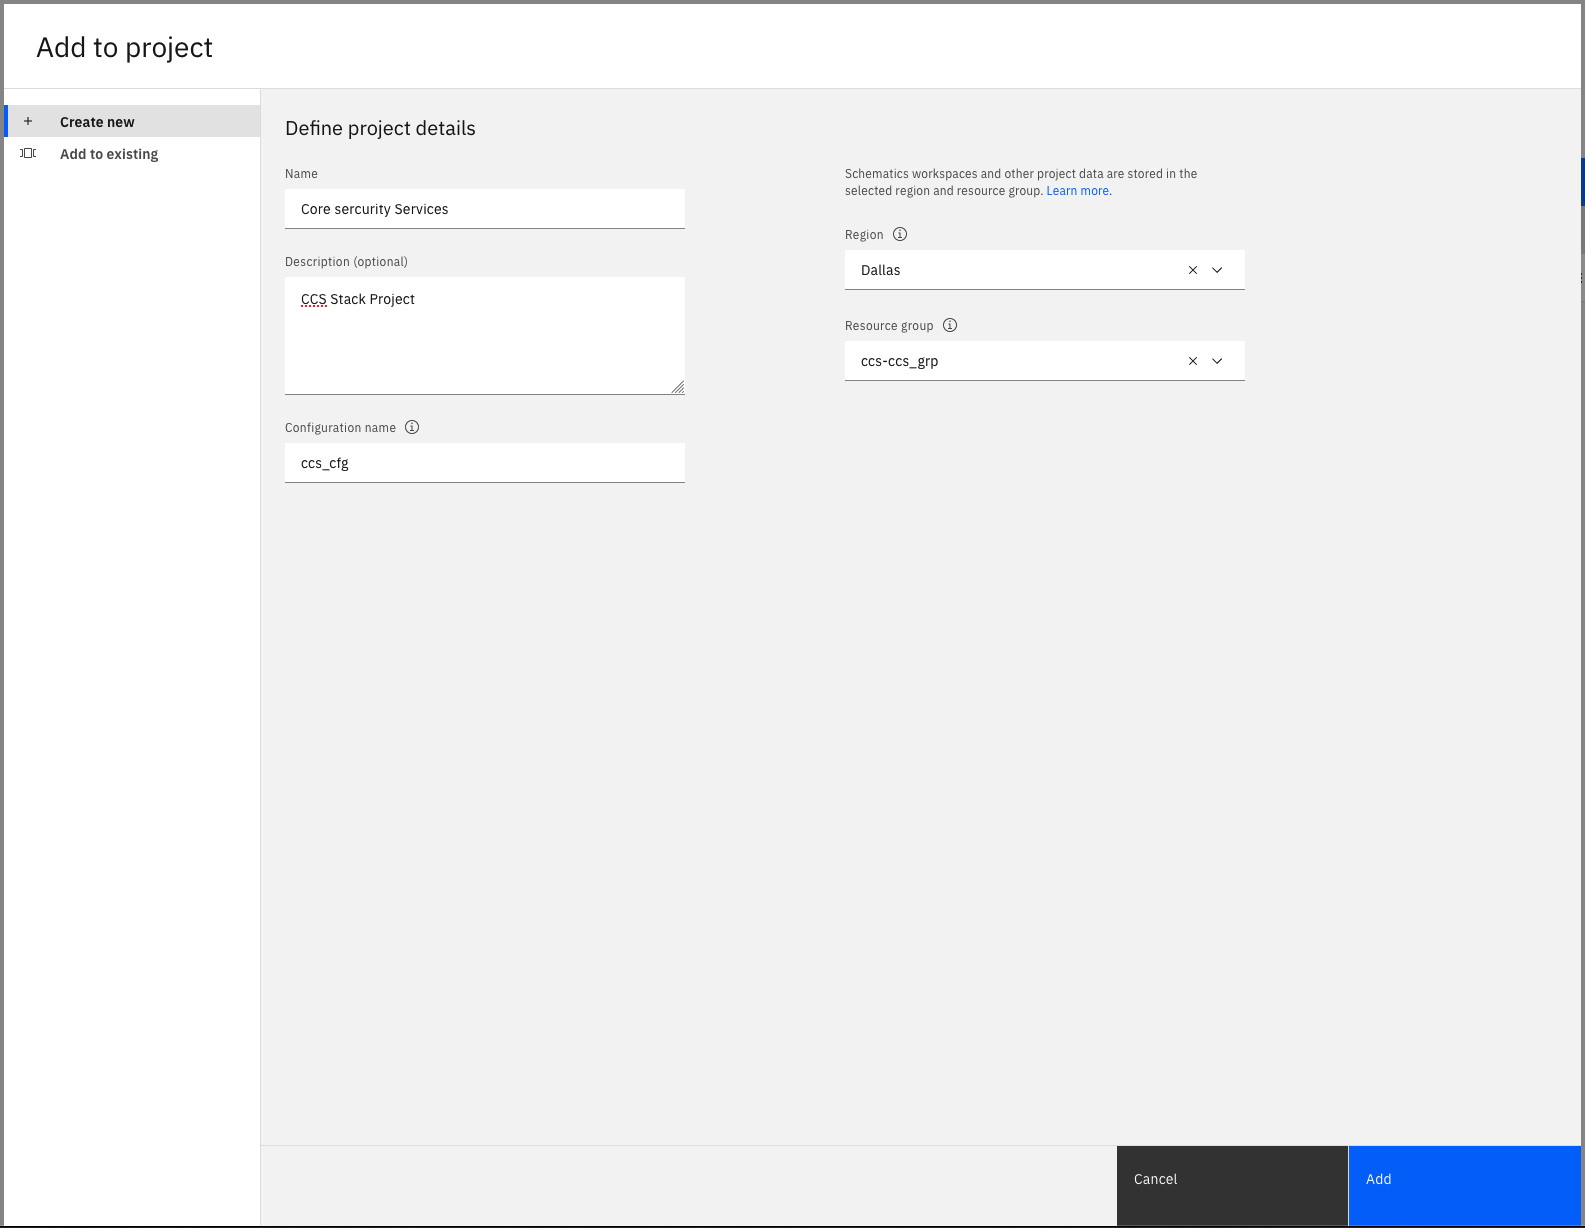 Add to project
Create new
Add to existing
Define project details
Name
Core sercurity Services
Description (optional)
CCS Stack Project
Configuration name
ccs_cfg
Schematics workspaces and other project data are stored in the
selected region and resource group. Learn more.
Region
Dallas
Resource group
ccs-ccs_grp
Cancel
Add